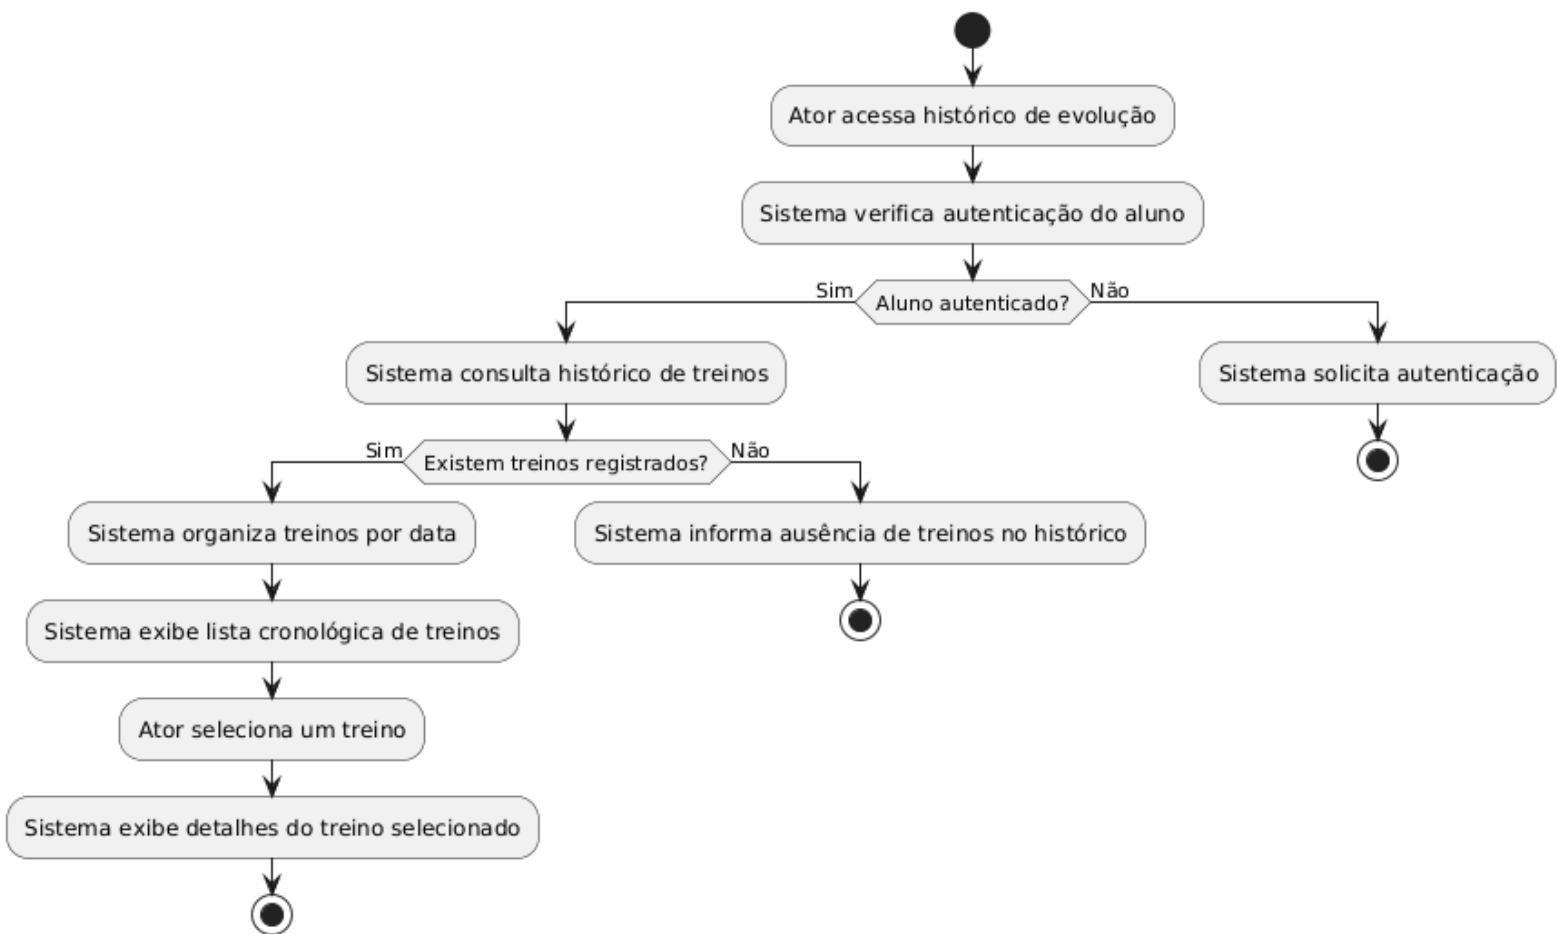 Ator acessa histórico de evolução
Sistema verifica autenticação do aluno
Sim
Aluno autenticado?
Não
Sistema consulta histórico de treinos
Sistema solicita autenticação
Sim
Existem treinos registrados?
Não
Sistema organiza treinos por data
Sistema informa ausência de treinos no histórico
Sistema exibe lista cronológica de treinos
Ator seleciona um treino
Sistema exibe detalhes do treino selecionado